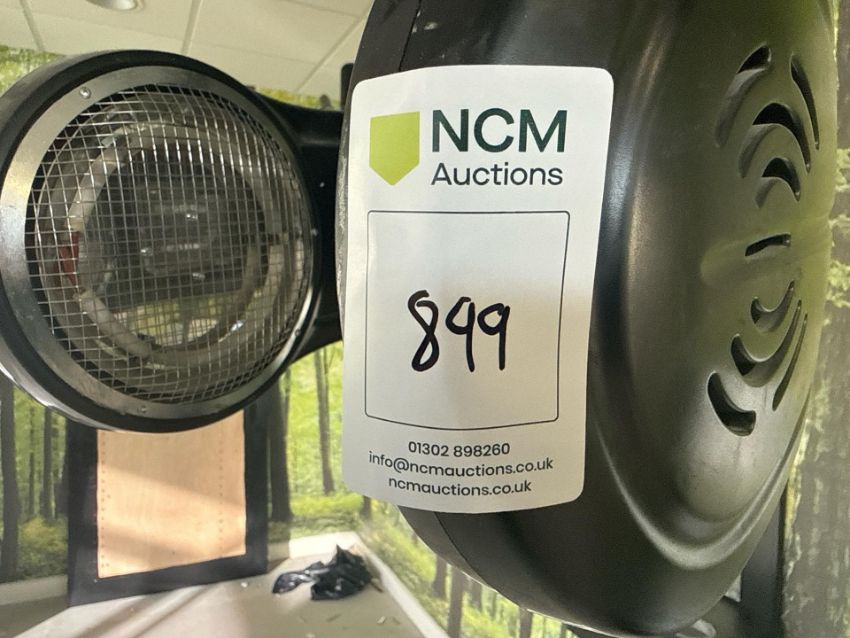 NCM
Auctions
899
01302 898260
info@ncmauctions.co.uk
ncmauctions.co.uk